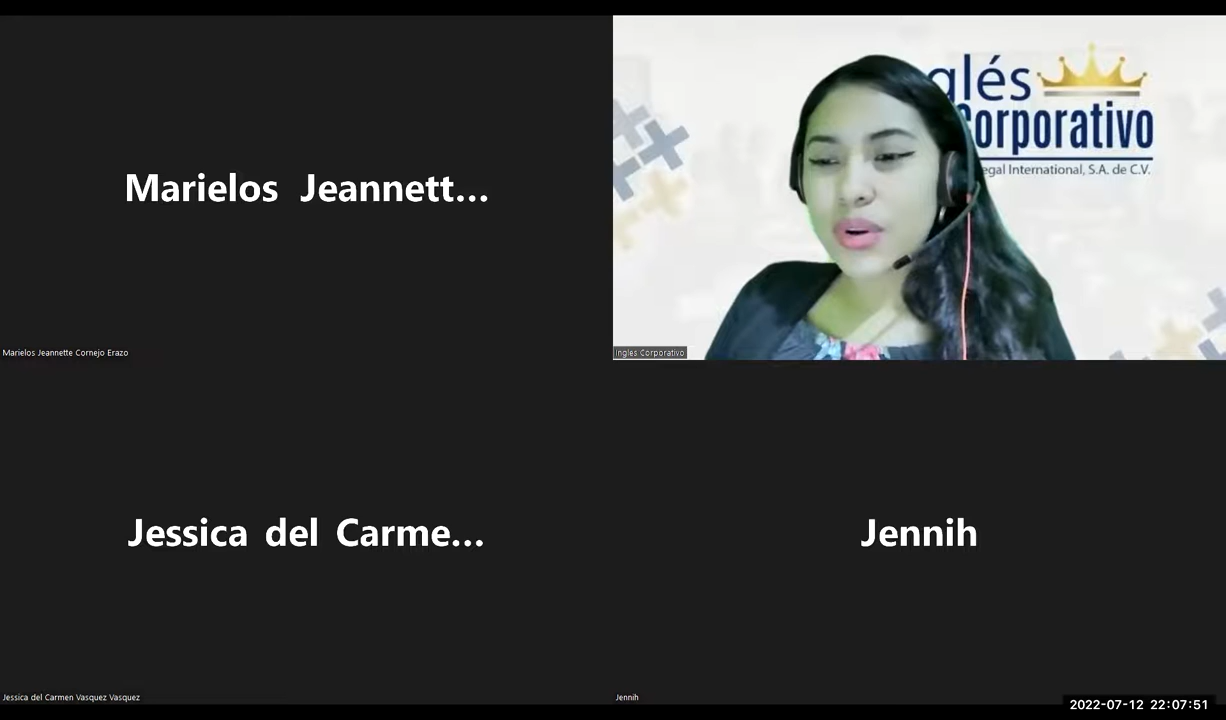 Marielos Jeannett...
Marielos Jeannette Cornejo Erazo
glés
Corporativo
egal International, S.A. de C.V.
Ingles Corporativo
Jessica del Carme...
Jessica del Carmen Vasquez Vasquez
Jennih
Jennih
2022-07-12 22:07:51